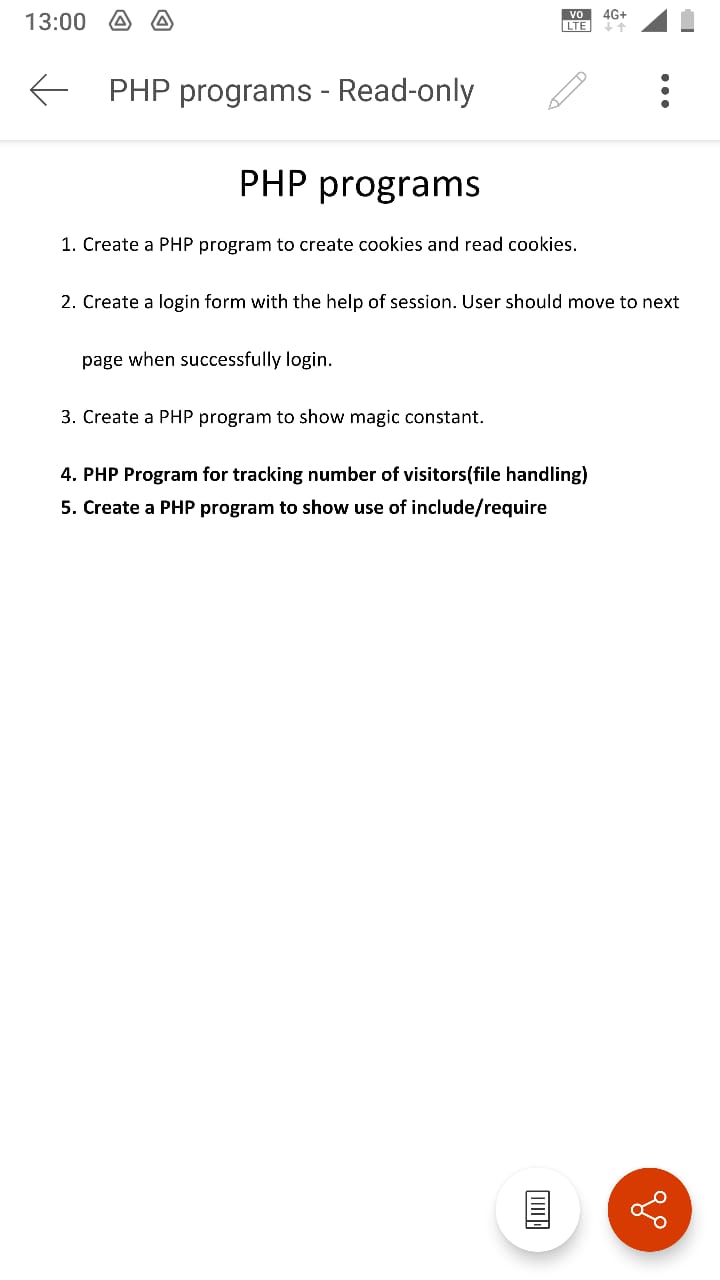 13:00
VO LTE 4G+
PHP programs - Read-only
PHP programs
1. Create a PHP program to create cookies and read cookies.
2. Create a login form with the help of session. User should move to next
page when successfully login.
3. Create a PHP program to show magic constant.
4. PHP Program for tracking number of visitors(file handling)
5. Create a PHP program to show use of include/require